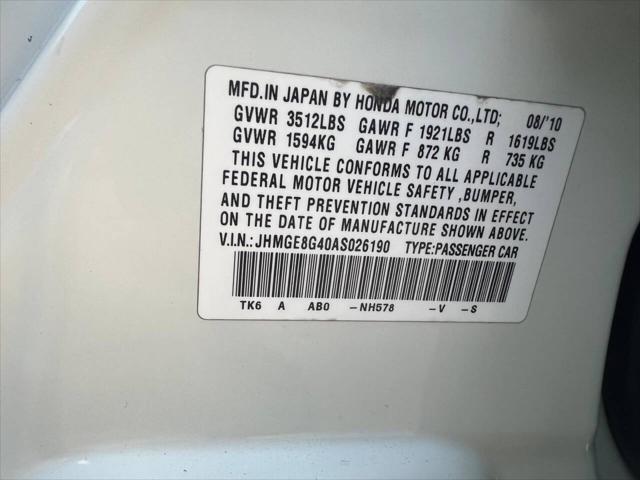 MFD.IN JAPAN BY HONDA MOTOR CO.,LTD; 08/'10
GVWR 3512LBS GAWR F 1921LBS R 1619LBS
GVWR 1594KG GAWR F 872 KG R 735 KG
THIS VEHICLE CONFORMS TO ALL APPLICABLE
FEDERAL MOTOR VEHICLE SAFETY ,BUMPER,
AND THEFT PREVENTION STANDARDS IN EFFECT
ON THE DATE OF MANUFACTURE SHOWN ABOVE.
V.I.N.: JHMGE8G40AS026190 TYPE:PASSENGER CAR
TK6 A AB0 -NH578 -V -S